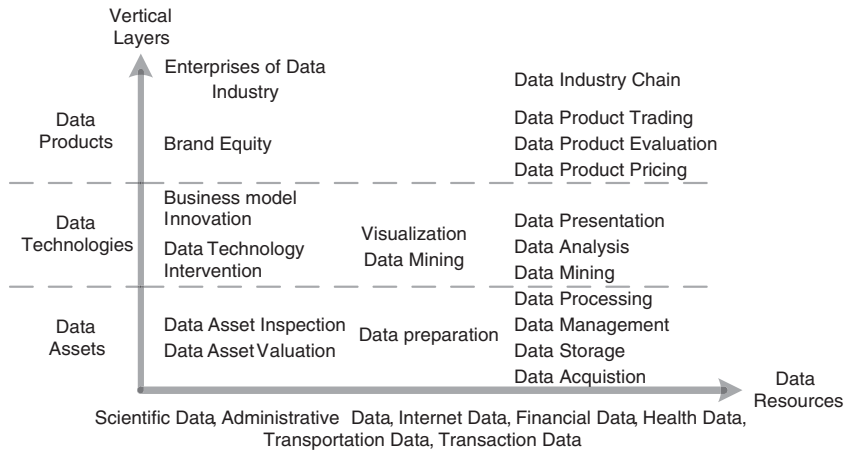 Vertical
Layers
Enterprises of Data
Industry
Data Industry Chain
Data
Products
Brand Equity
Data Product Trading
Data Product Evaluation
Data Product Pricing
Business model
Innovation
Data
Technologies
Data Technology
Intervention
Visualization
Data Mining
Data Presentation
Data Analysis
Data Mining
Data
Assets
Data Asset Inspection
Data Asset Valuation
Data preparation
Data Processing
Data Management
Data Storage
Data Acquistion
Data
Resources
Scientific Data, Administrative Data, Internet Data, Financial Data, Health Data,
Transportation Data, Transaction Data